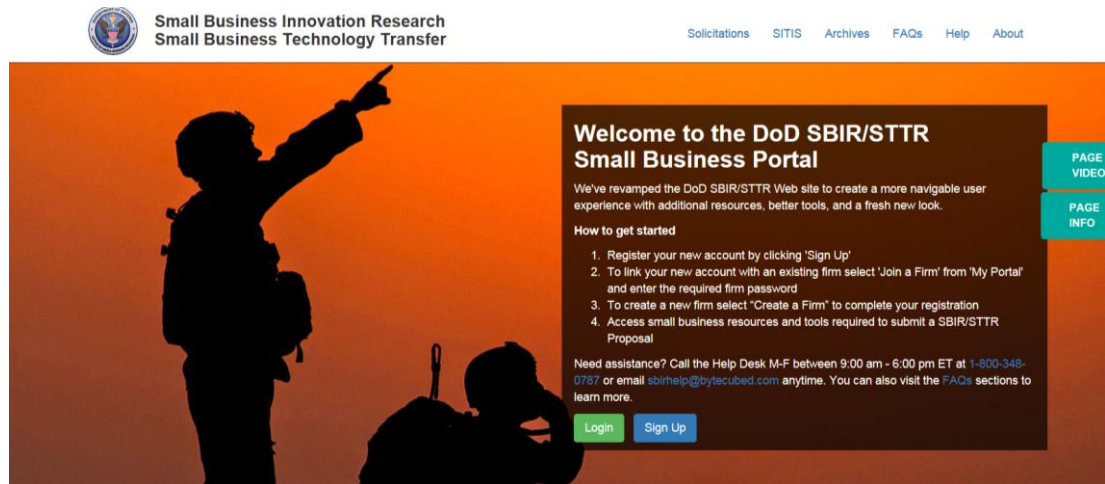 Small Business Innovation Research
Small Business Technology Transfer
Solicitations SITIS Archives FAQs Help About
Welcome to the DoD SBIR/STTR
Small Business Portal
We've revamped the DoD SBIR/STTR Web site to create a more navigable user
experience with additional resources, better tools, and a fresh new look.
How to get started
1. Register your new account by clicking 'Sign Up'
2. To link your new account with an existing firm select 'Join a Firm' from 'My Portal'
and enter the required firm password
3. To create a new firm select "Create a Firm" to complete your registration
4. Access small business resources and tools required to submit a SBIR/STTR
Proposal
Need assistance? Call the Help Desk M-F between 9:00 am - 6:00 pm ET at 1-800-348-
0787 or email sbirhelp@bytecubed.com anytime. You can also visit the FAQs sections to
learn more.
Login Sign Up
PAGE
VIDEO
PAGE
INFO